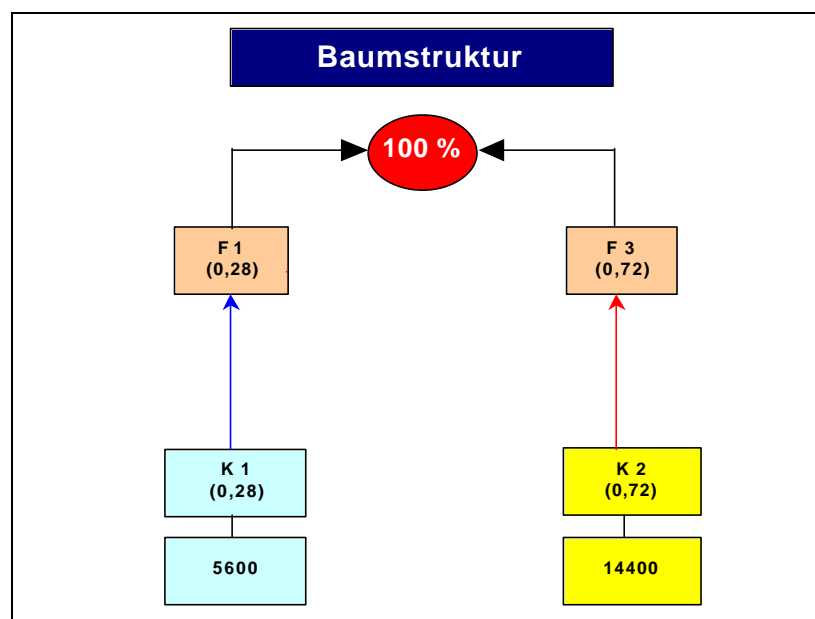 Baumstruktur
100 %
F 1
(0,28)
F 3
(0,72)
K 1
(0,28)
K 2
(0,72)
5600
14400